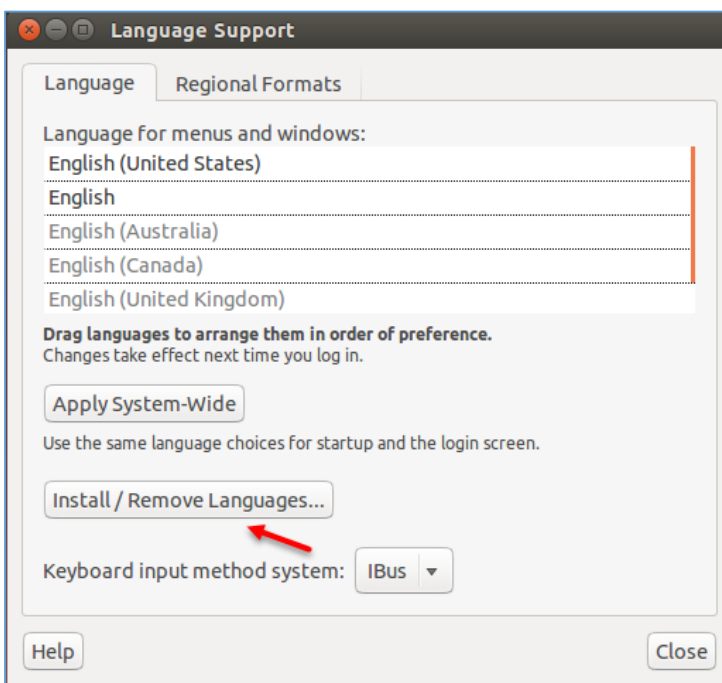 Language Support
Language Regional Formats
Language for menus and windows:
English (United States)
English
English (Australia)
English (Canada)
English (United Kingdom)
Drag languages to arrange them in order of preference.
Changes take effect next time you log in.
Apply System-Wide
Use the same language choices for startup and the login screen.
Install / Remove Languages...
Keyboard input method system: IBus
Help Close